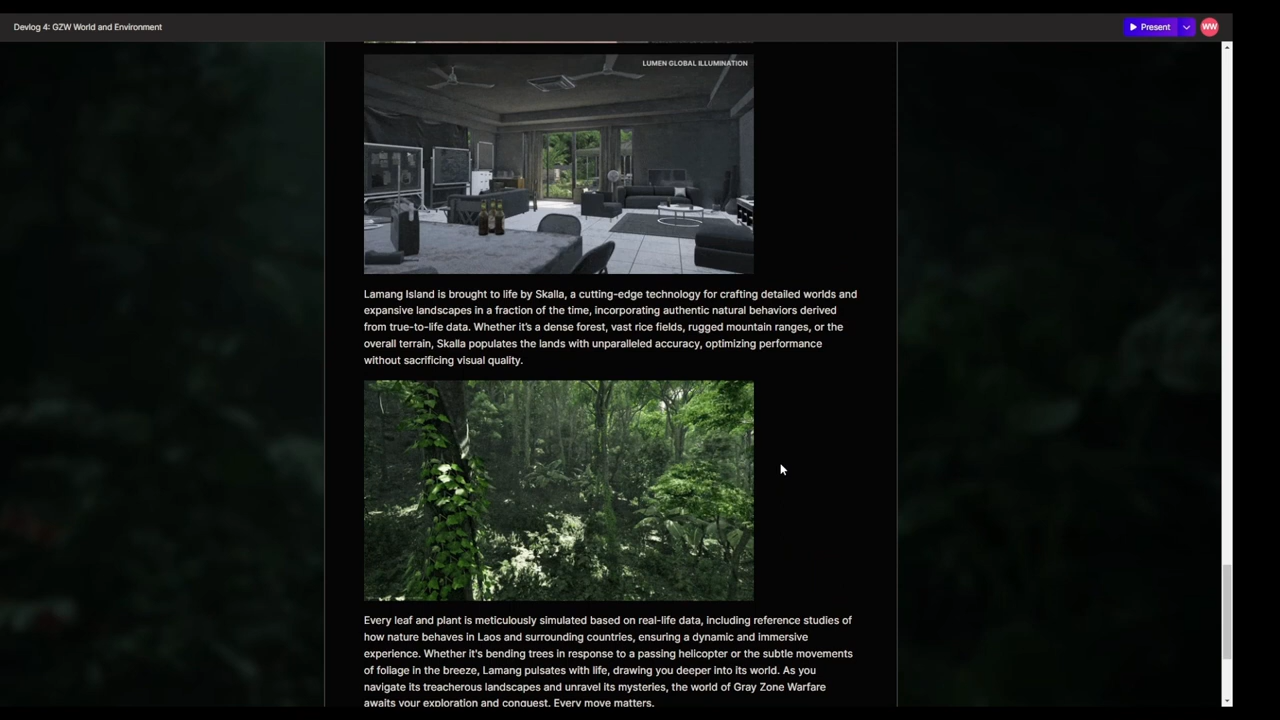 Devlog 4: GZW World and Environment
Present
WW
LUMEN GLOBAL ILLUMINATION
Lamang Island is brought to life by Skalla, a cutting-edge technology for crafting detailed worlds and
expansive landscapes in a fraction of the time, incorporating authentic natural behaviors derived
from true-to-life data. Whether it's a dense forest, vast rice fields, rugged mountain ranges, or the
overall terrain, Skalla populates the lands with unparalleled accuracy, optimizing performance
without sacrificing visual quality.
Every leaf and plant is meticulously simulated based on real-life data, including reference studies of
how nature behaves in Laos and surrounding countries, ensuring a dynamic and immersive
experience. Whether it's bending trees in response to a passing helicopter or the subtle movements
of foliage in the breeze, Lamang pulsates with life, drawing you deeper into its world. As you
navigate its treacherous landscapes and unravel its mysteries, the world of Gray Zone Warfare
awaits your exploration and conquest. Every move matters.